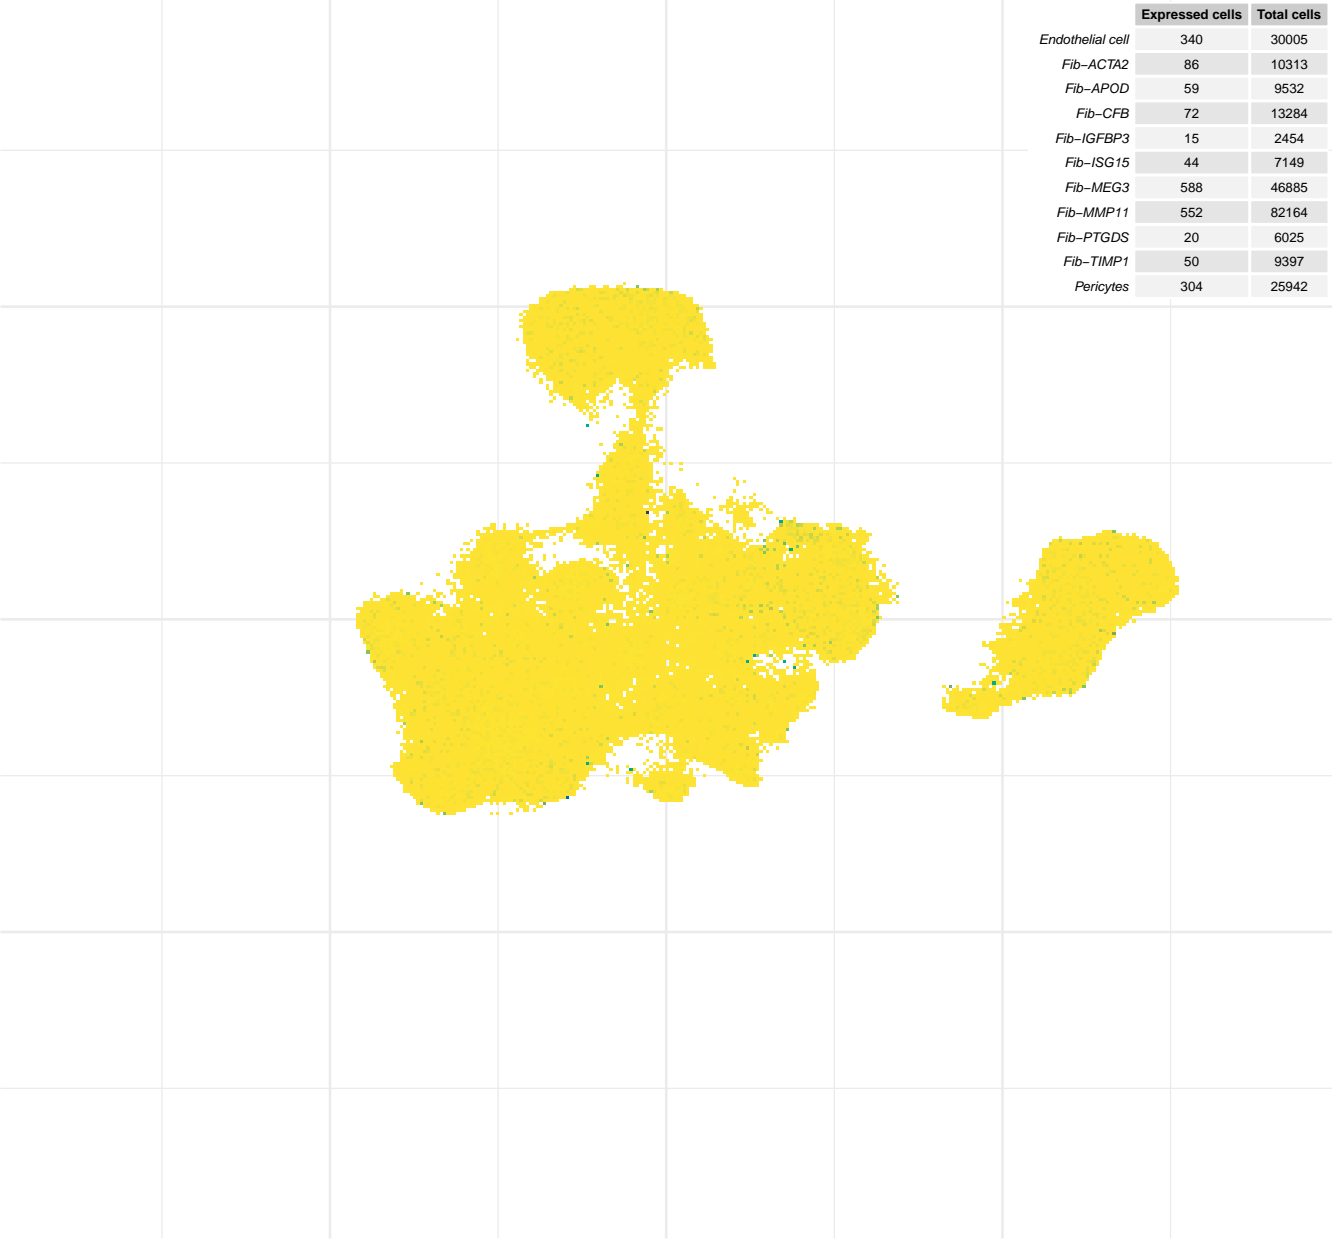 Expressed cells Total cells
Endothelial cell 340 30005
Fib−ACTA2 86 10313
Fib−APOD 59 9532
Fib−CFB 72 13284
Fib−IGFBP3 15 2454
Fib−ISG15 44 7149
Fib−MEG3 588 46885
Fib−MMP11 552 82164
Fib−PTGDS 20 6025
Fib−TIMP1 50 9397
Pericytes 304 25942